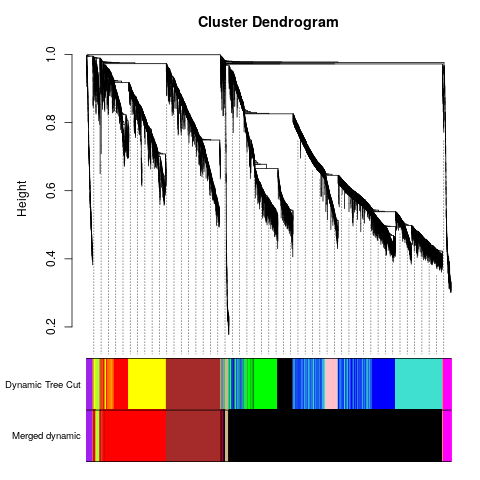 Cluster Dendrogram
Height
1.0
0.8
0.6
0.4
0.2
Dynamic Tree Cut
Merged dynamic